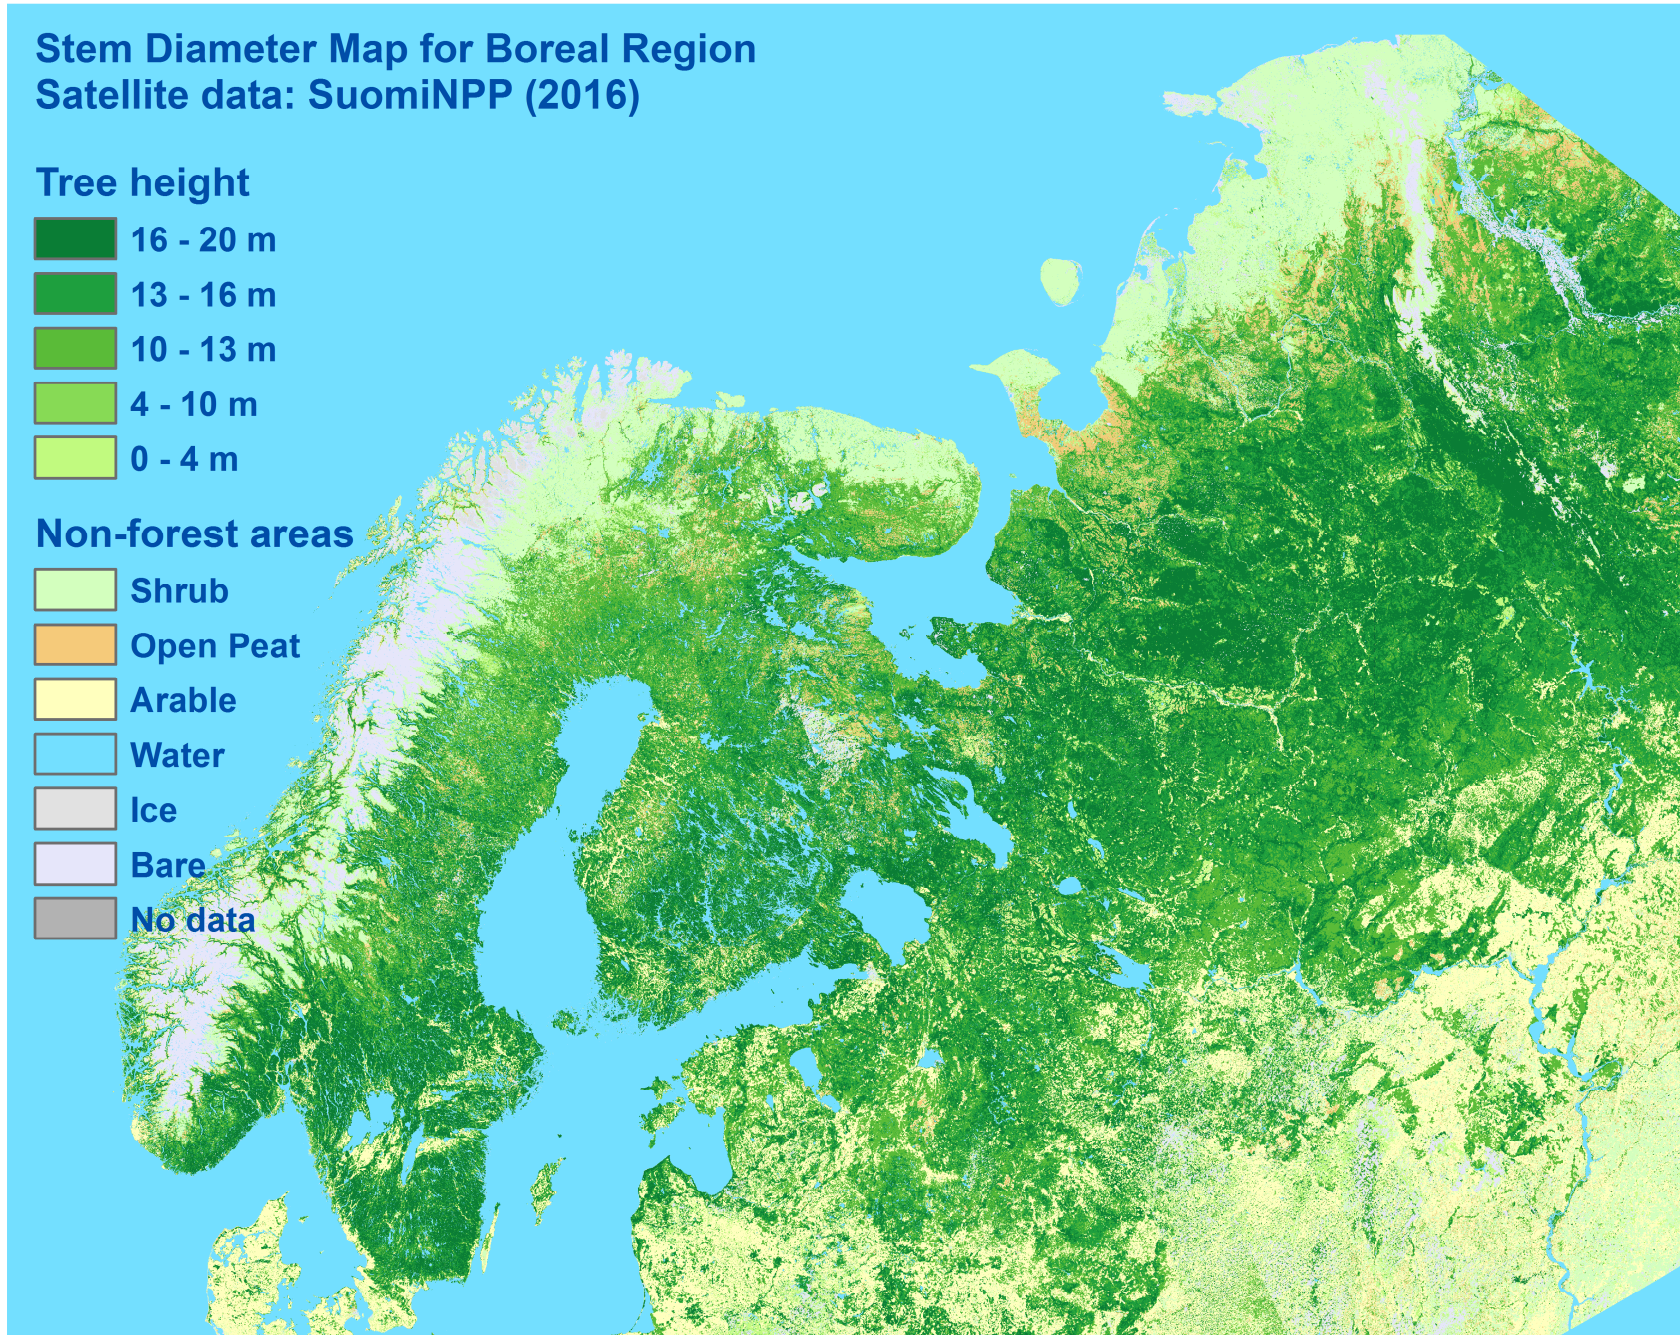 Stem Diameter Map for Boreal Region
Satellite data: SuomiNPP (2016)
Tree height
16 - 20 m
13 - 16 m
10 - 13 m
4 - 10 m
0 - 4 m
Non-forest areas
Shrub
Open Peat
Arable
Water
Ice
Bare
No data